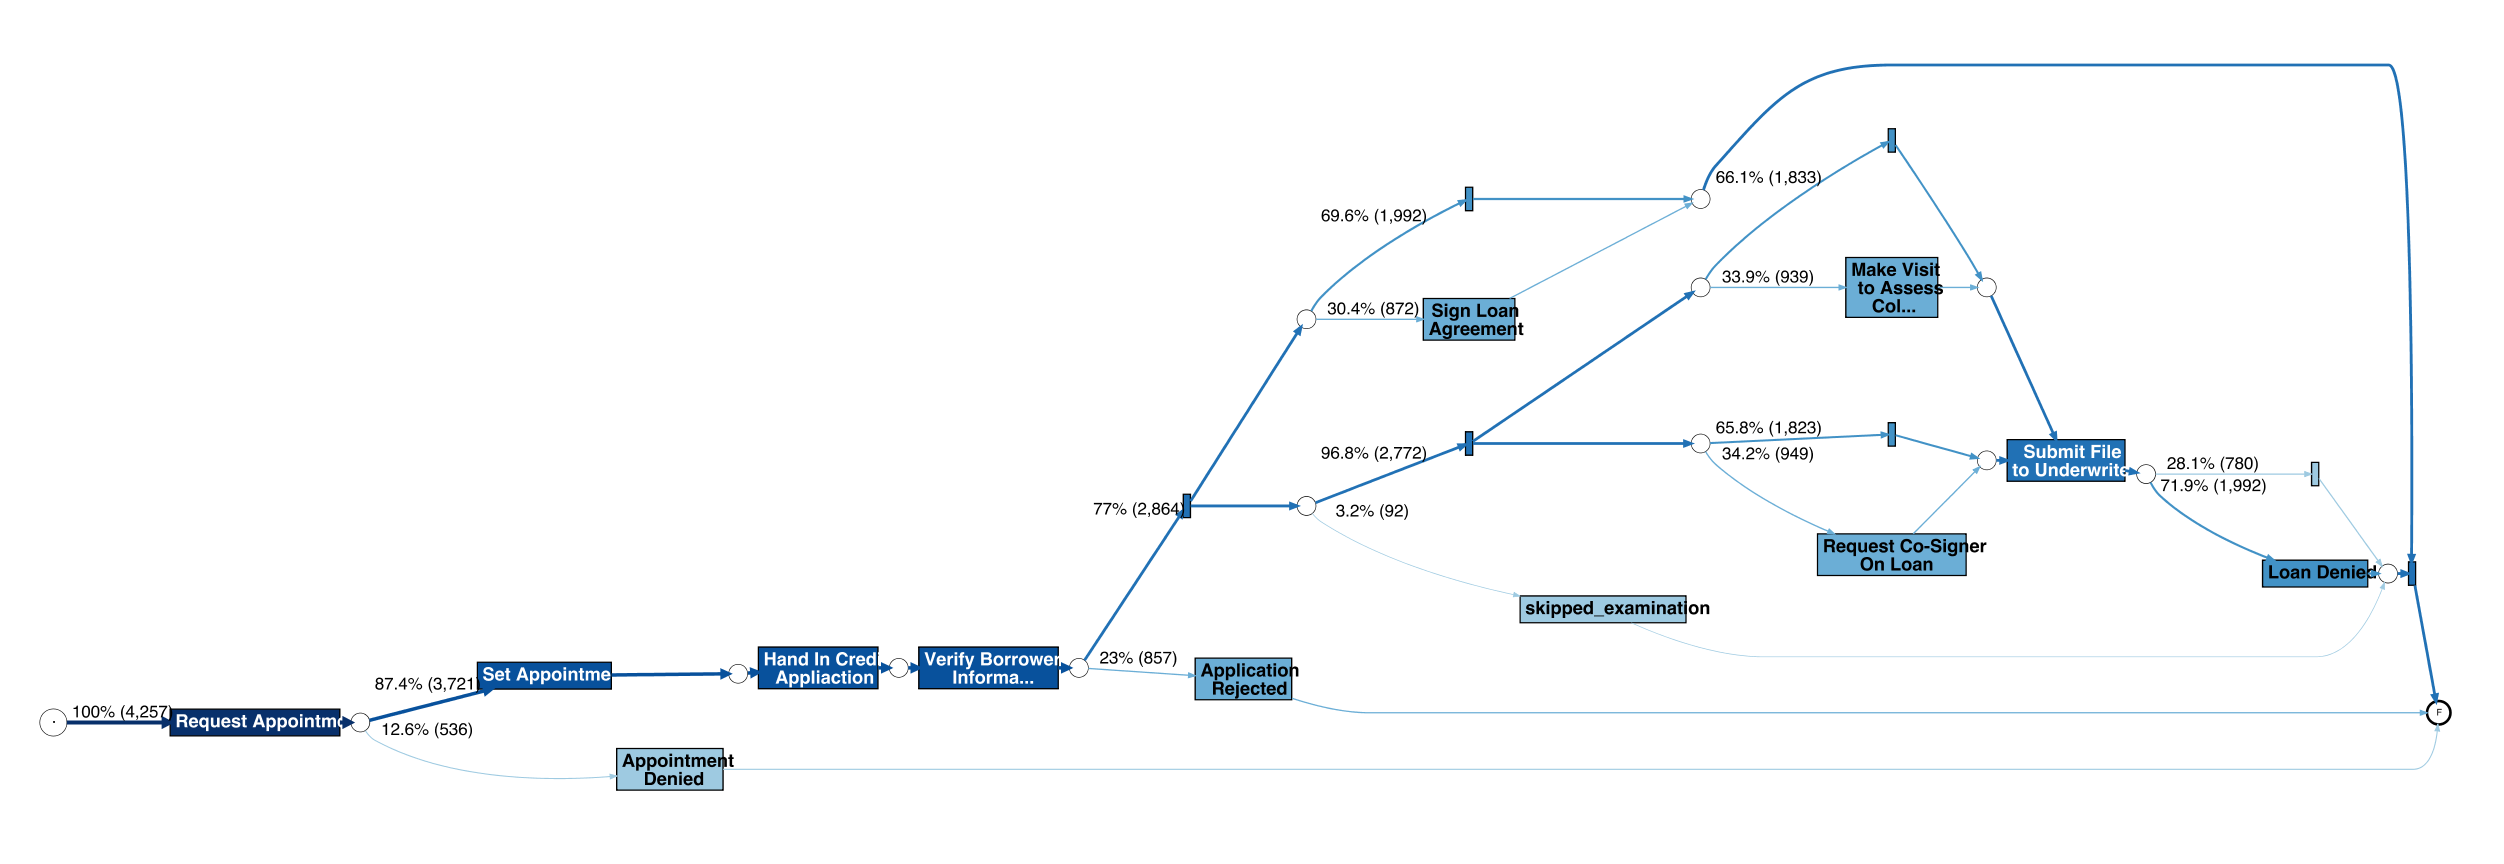 66.1% (1,833)
69.6% (1,992)
33.9% (939)
Make Visit
to Assess
Col...
30.4% (872)
Sign Loan
Agreement
65.8% (1,823)
96.8% (2,772)
34.2% (949)
Submit File
to Underwrite
28.1% (780)
71.9% (1,992)
77% (2,864)
3.2% (92)
Request Co-Signer
On Loan
Loan Denied
skipped_examination
Hand In Credi
Appliaction
Verify Borrower
Informa...
23% (857)
Application
Rejected
87.4% (3,721)
Set Appointme
100% (4,257)
Request Appointmo
12.6% (536)
F
Appointment
Denied